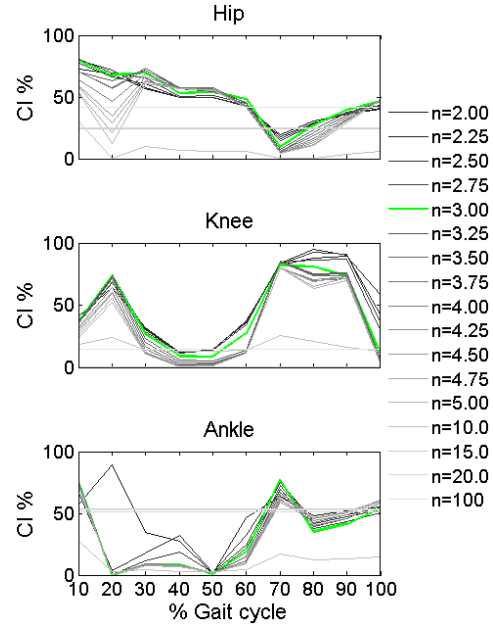 Hip
100
50
0
CI %
Knee
100
50
0
CI %
Ankle
100
50
0
CI %
10 20 30 40 50 60 70 80 90 100
% Gait cycle
n=2.00
n=2.25
n=2.50
n=2.75
n=3.00
n=3.25
n=3.50
n=3.75
n=4.00
n=4.25
n=4.50
n=4.75
n=5.00
n=10.0
n=15.0
n=20.0
n=100